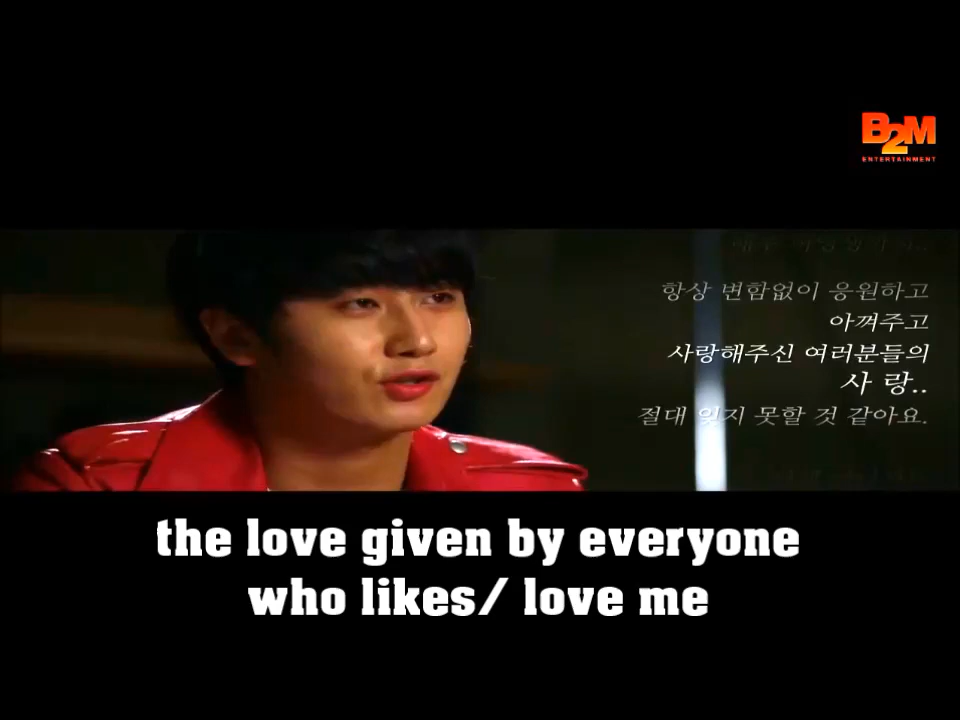 B2M
ENTERTAINMENT
항상 변함없이 응원하고
아껴주고
사랑해주신 여러분들의
사 랑..
절대 잊지 못할 것 같아요.
the love given by everyone
who likes/ love me